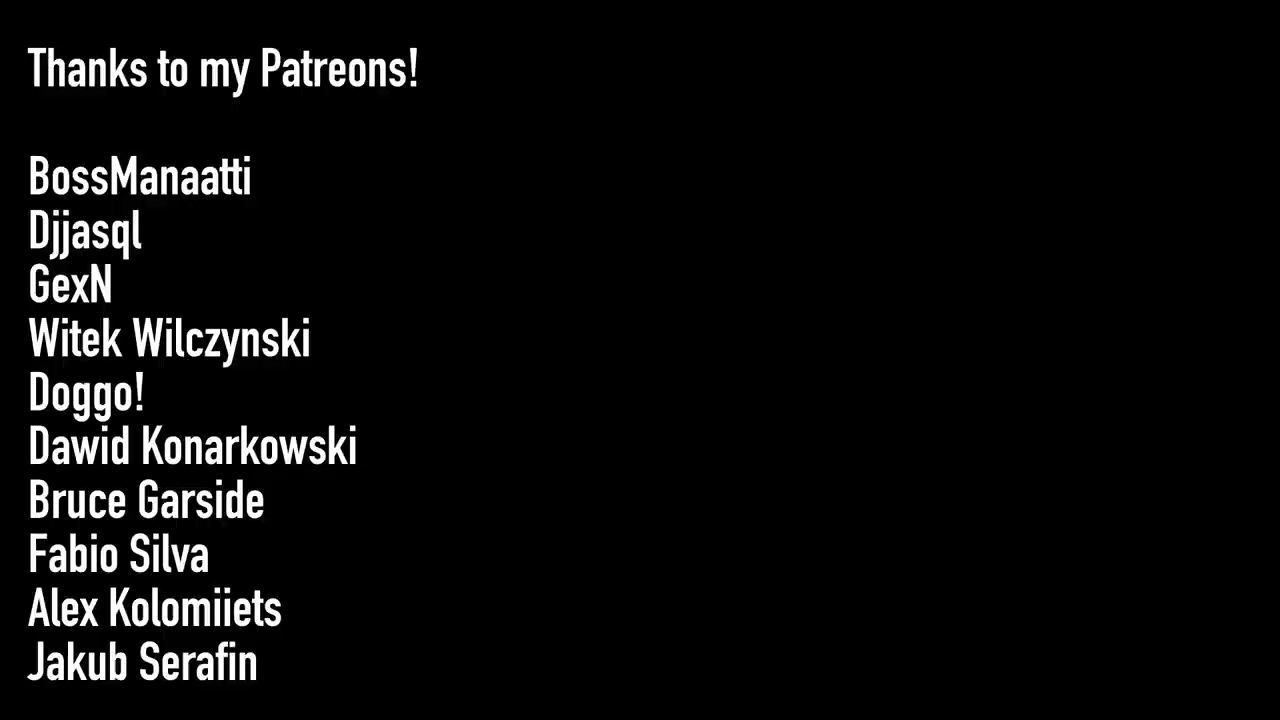 Thanks to my Patreons!
BossManaatti
Djjasql
GexN
Witek Wilczynski
Doggo!
Dawid Konarkowski
Bruce Garside
Fabio Silva
Alex Kolomiiets
Jakub Serafin